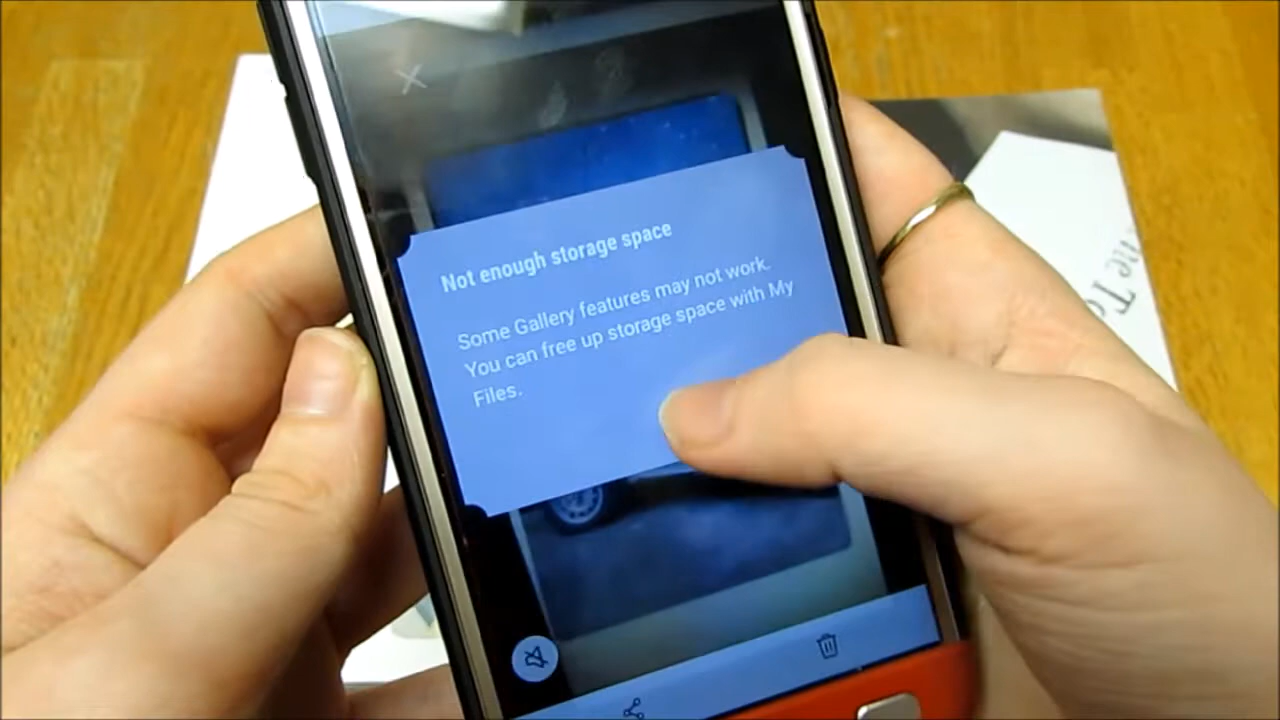 Not enough storage space
Some Gallery features may not work.
You can free up storage space with My
Files.